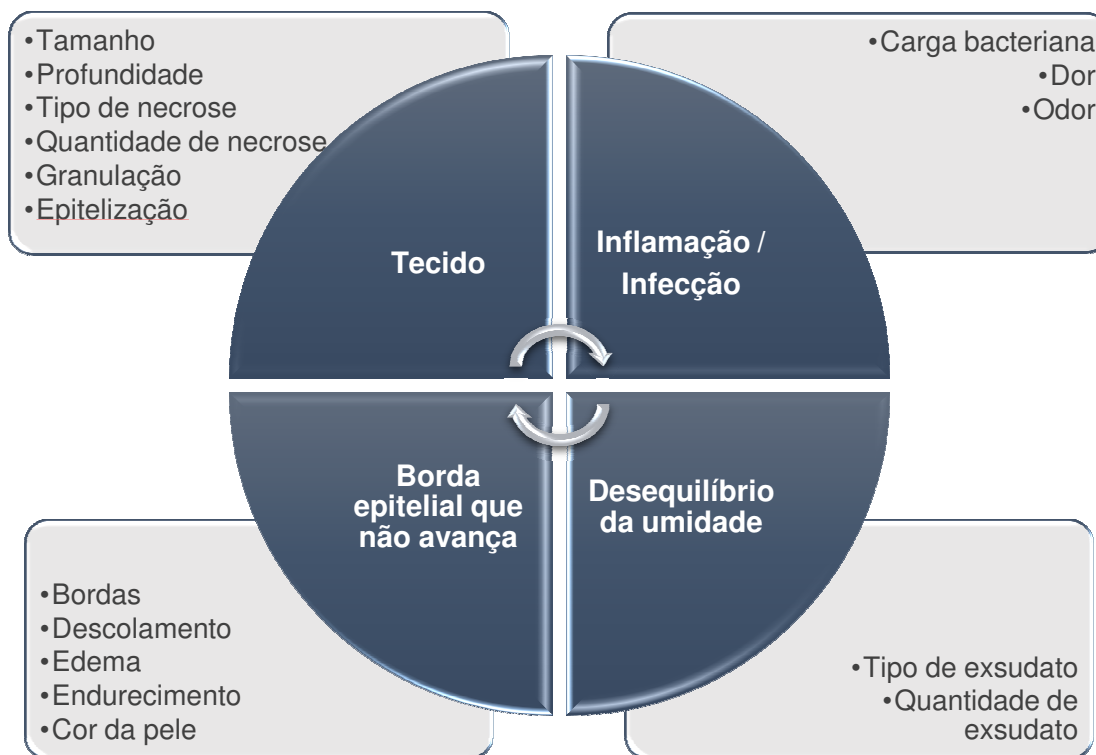 •Tamanho
•Profundidade
•Tipo de necrose
•Quantidade de necrose
•Granulação
•Epitelização
•Carga bacteriana
•Dor
•Odor
Tecido
Inflamação /
Infecção
Borda
epitelial que
não avança
Desequilíbrio
da umidade
•Bordas
•Descolamento
•Edema
•Endurecimento
•Cor da pele
•Tipo de exsudato
•Quantidade de
exsudato